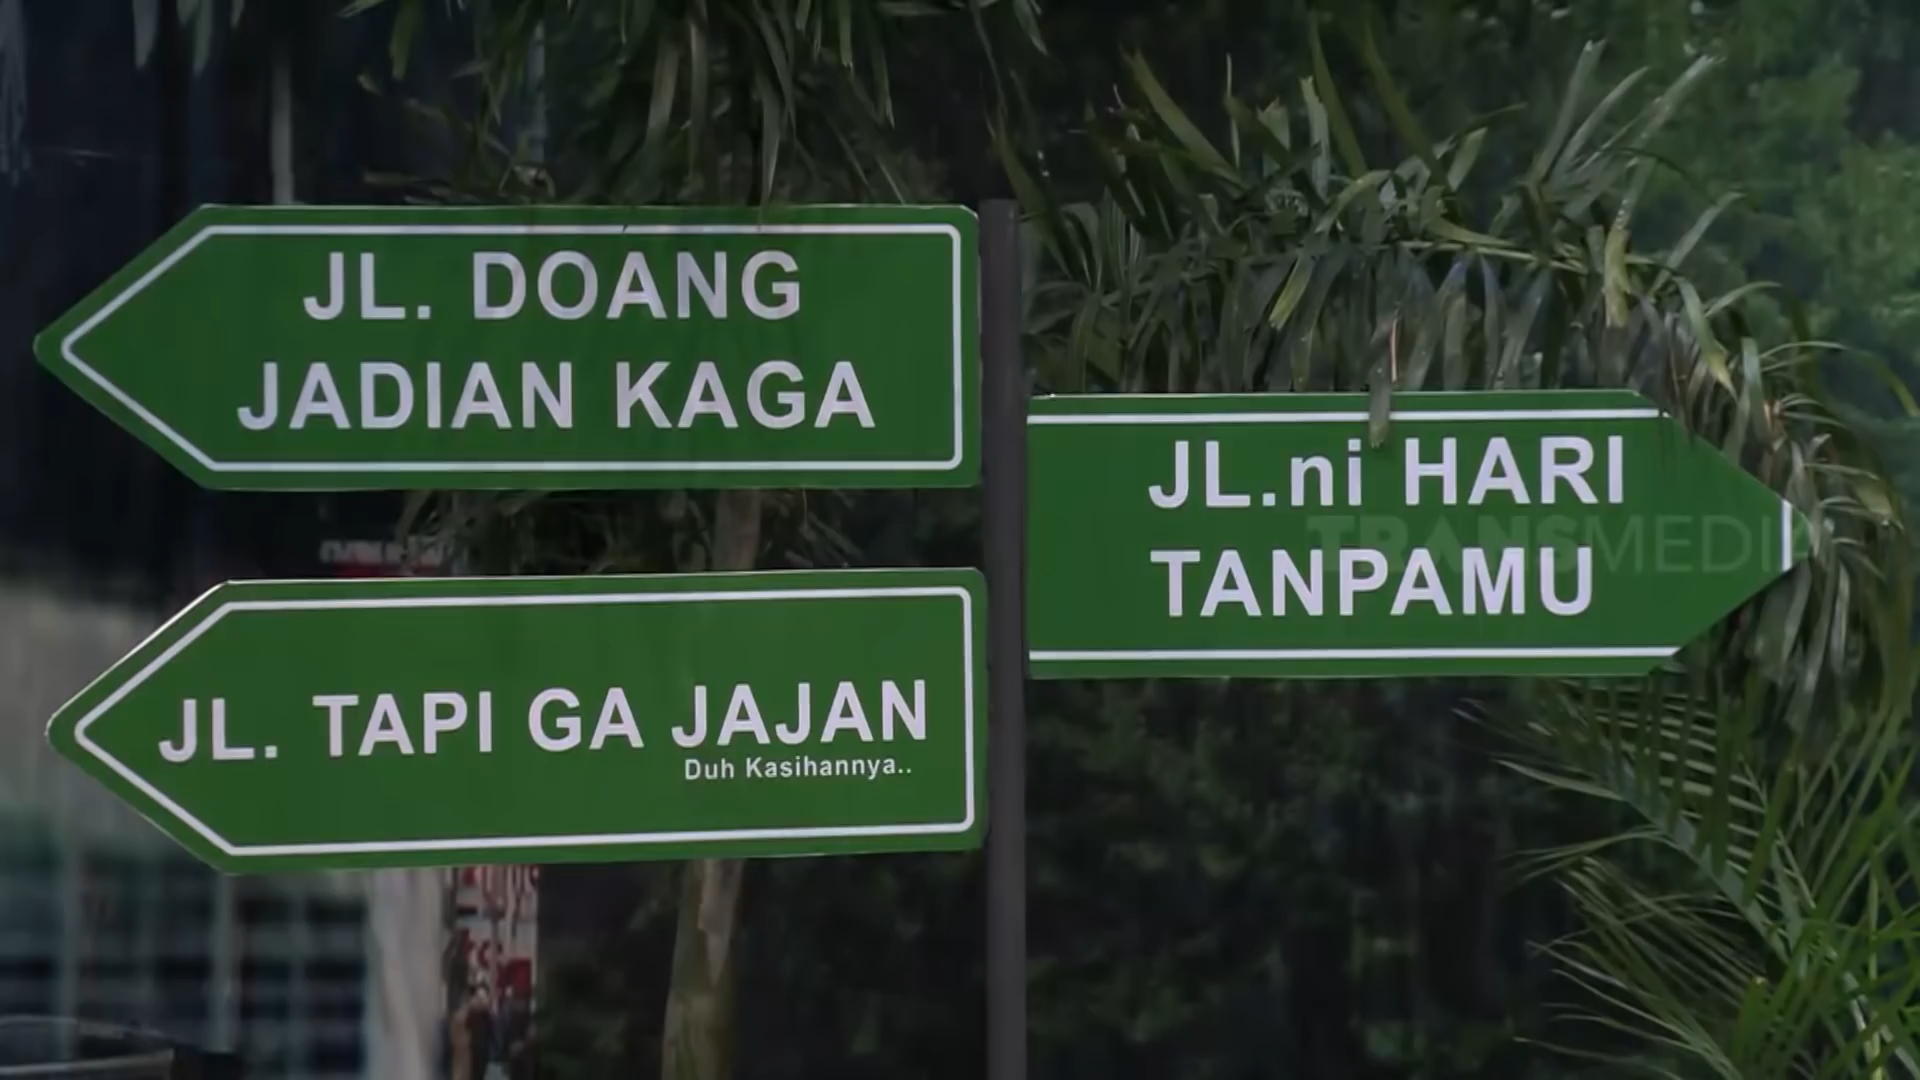 JL. DOANG
JADIAN KAGA
JL.ni HARI
TANPAMU
JL. TAPI GA JAJAN
Duh Kasihannya..
TRANSMEDIA